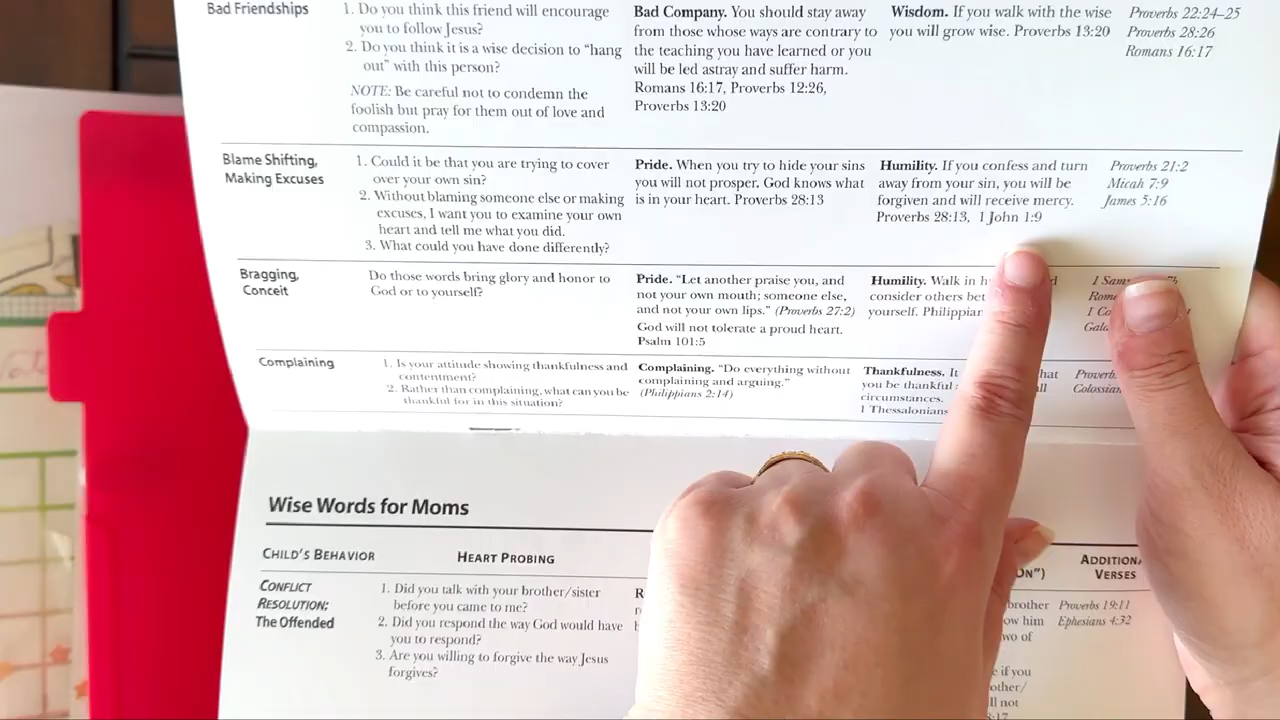 Bad Friendships
1. Do you think this friend will encourage
you to follow Jesus?
2. Do you think it is a wise decision to “hang
out” with this person?
NOTE: Be careful not to condemn the
foolish but pray for them out of love and
compassion.
Bad Company. You should stay away
from those whose ways are contrary to
the teaching you have learned or you
will be led astray and suffer harm.
Romans 16:17, Proverbs 12:26,
Proverbs 13:20
Wisdom. If you walk with the wise
you will grow wise. Proverbs 13:20
Proverbs 22:24–25
Proverbs 28:26
Romans 16:17
Blame Shifting,
Making Excuses
1. Could it be that you are trying to cover
over your own sin?
2. Without blaming someone else or making
excuses, I want you to examine your own
heart and tell me what you did.
3. What could you have done differently?
Pride. When you try to hide your sins
you will not prosper. God knows what
is in your heart. Proverbs 28:13
Humility. If you confess and turn
away from your sin, you will be
forgiven and will receive mercy.
Proverbs 28:13, 1 John 1:9
Proverbs 21:2
Micah 7:9
James 5:16
Bragging,
Conceit
Do those words bring glory and honor to
God or to yourself?
Pride. “Let another praise you, and
not your own mouth; someone else,
and not your own lips.” (Proverbs 27:2)
God will not tolerate a proud heart.
Psalm 101:5
Humility. Walk in
consider others
yourself.
Complaining
1. Is your attitude showing thankfulness and
contentment?
2. Rather than complaining, what can you be
thankful for in this situation?
Complaining. “Do everything without
complaining and arguing.”
(Philippians 2:14)
Thankfulness. It
you be thankful
circumstances.
1 Thessalonians
Wise Words for Moms
CHILD'S BEHAVIOR
HEART PROBING
ADDITIONA
VERSES
CONFLICT
RESOLUTION:
The Offended
1. Did you talk with your brother/sister
before you came to me?
2. Did you respond the way God would have
you to respond?
3. Are you willing to forgive the way Jesus
forgives?
brother
Proverbs 19:11
Ephesians 4:32